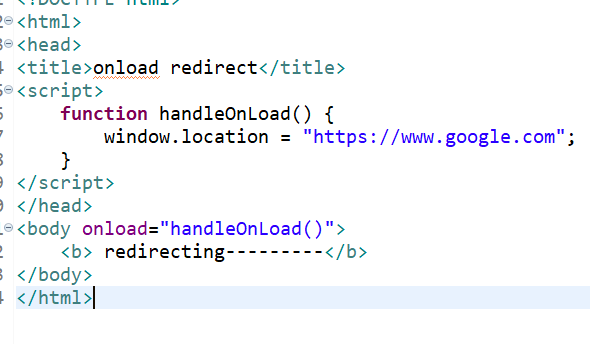 <!DOCTYPE html>
<html>
<head>
<title>onload redirect</title>
<script>
    function handleOnLoad() {
        window.location = "https://www.google.com";
    }
</script>
</head>
<body onload="handleOnLoad()">
    <b> redirecting---------</b>
</body>
</html>